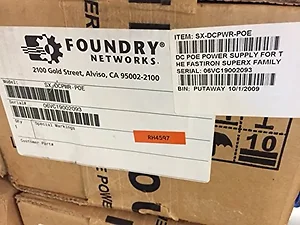 FOUNDRY
NETWORKS.
2100 Gold Street, Alviso, CA 95002-2100
Model# SX-DCPWR-POE
Serial# 06VC19002093
Qty. 1
Special Markings
Customer Part#
RH4597
ITEM: SX-DCPWR-POE
DC POE POWER SUPPLY FOR T
HE FASTIRON SUPERX FAMILY
SERIAL: 06VC19002093
BIN: PUTAWAY 10/1/2009
10